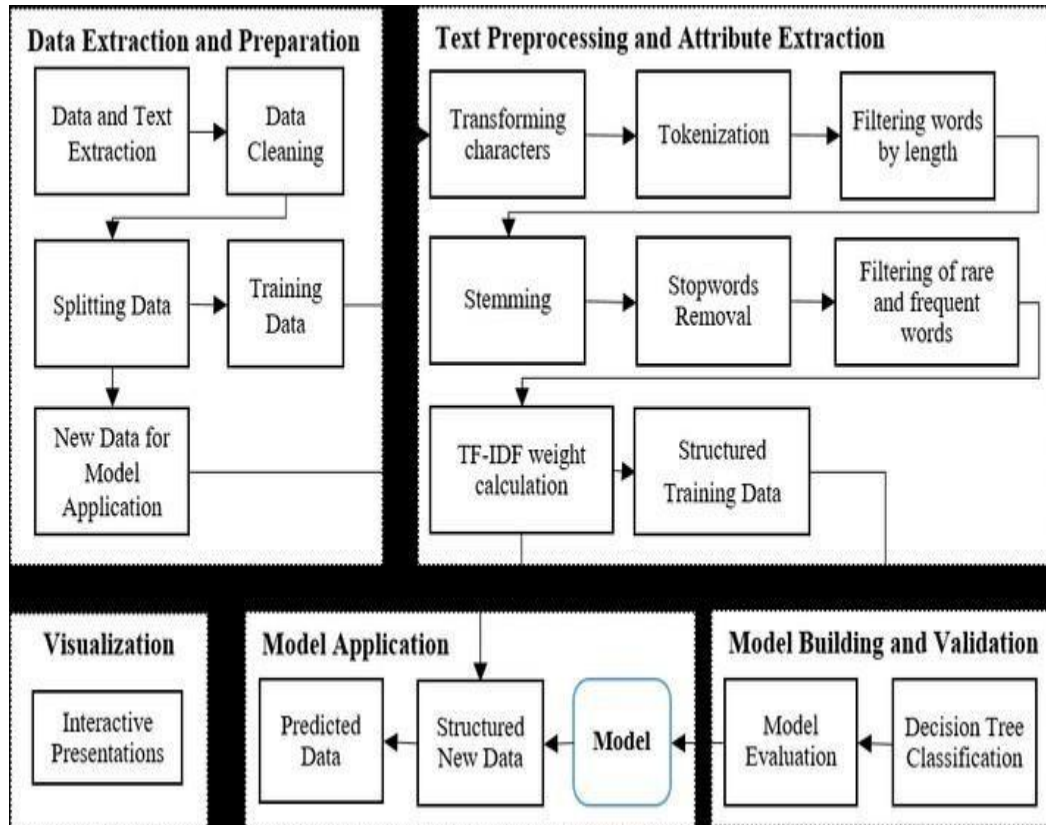 Data Extraction and Preparation
Data and Text
Extraction
Data
Cleaning
Splitting Data
Training
Data
New Data for
Model
Application
Text Preprocessing and Attribute Extraction
Transforming
characters
Tokenization
Filtering words
by length
Stemming
Stopwords
Removal
Filtering of rare
and frequent
words
TF-IDF weight
calculation
Structured
Training Data
Visualization
Interactive
Presentations
Model Application
Predicted
Data
Structured
New Data
Model
Model Building and Validation
Model
Evaluation
Decision Tree
Classification